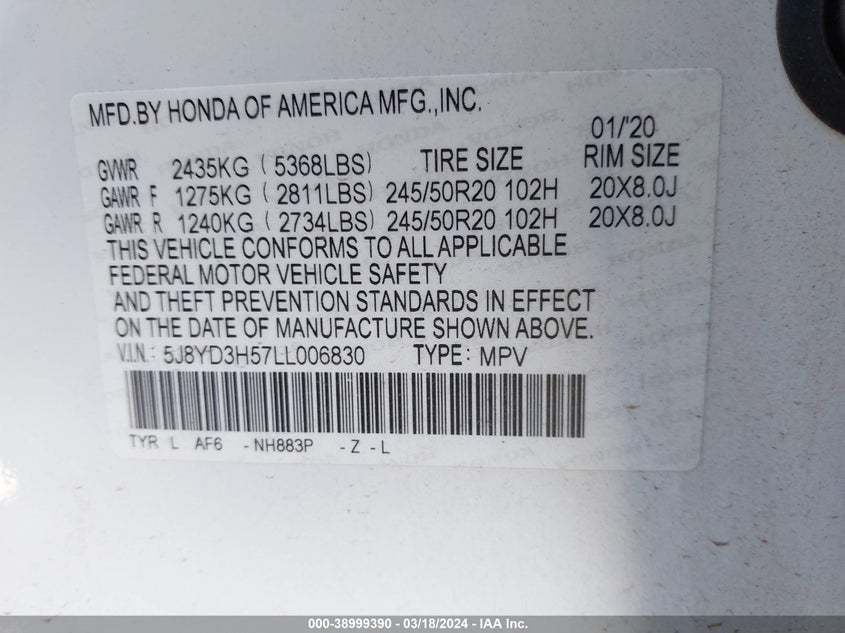 MFD.BY HONDA OF AMERICA MFG.,INC.
01/'20
GVWR 2435KG (5368LBS) TIRE SIZE RIM SIZE
GAWR F 1275KG (2811LBS) 245/50R20 102H 20X8.0J
GAWR R 1240KG (2734LBS) 245/50R20 102H 20X8.0J
THIS VEHICLE CONFORMS TO ALL APPLICABLE
FEDERAL MOTOR VEHICLE SAFETY
AND THEFT PREVENTION STANDARDS IN EFFECT
ON THE DATE OF MANUFACTURE SHOWN ABOVE.
V.I.N.: 5J8YD3H57LL006830 TYPE: MPV
TYR L AF6 -NH883P -Z -L
000-38999390 - 03/18/2024 - IAA Inc.